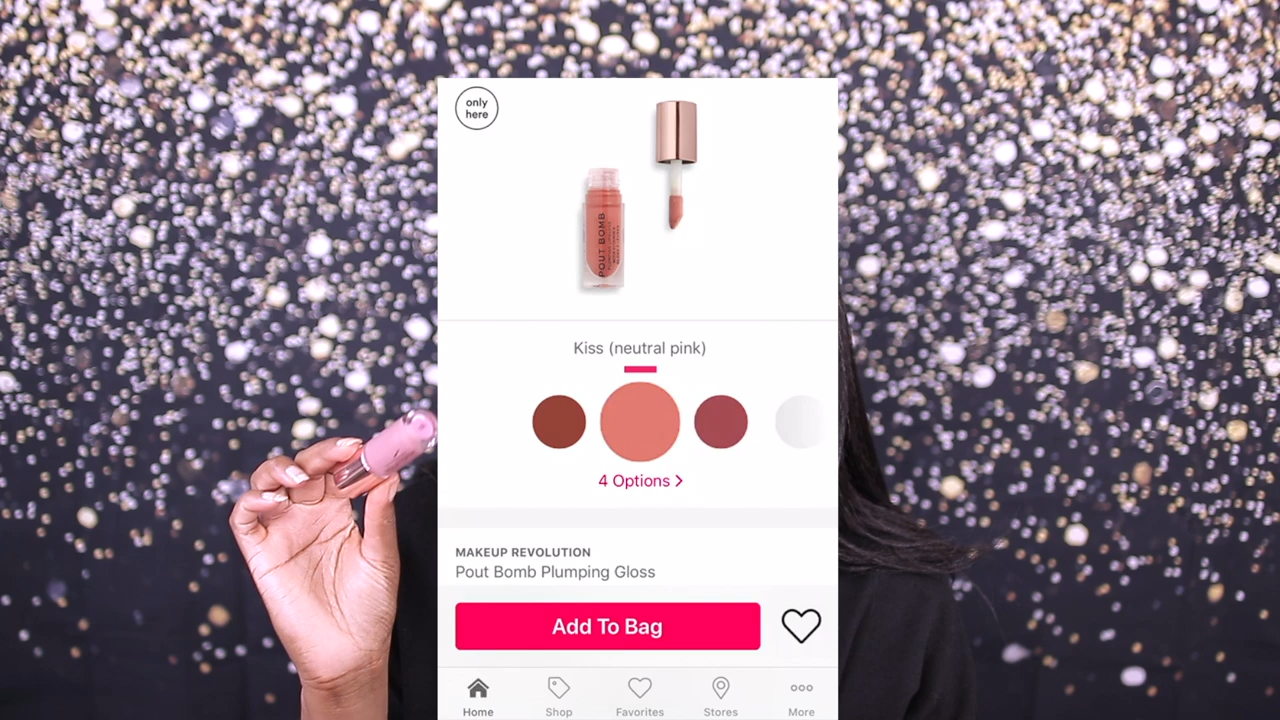 only
here
POUT BOMB
Kiss (neutral pink)
4 Options >
MAKEUP REVOLUTION
Pout Bomb Plumping Gloss
Add To Bag
Home
Shop
Favorites
Stores
More